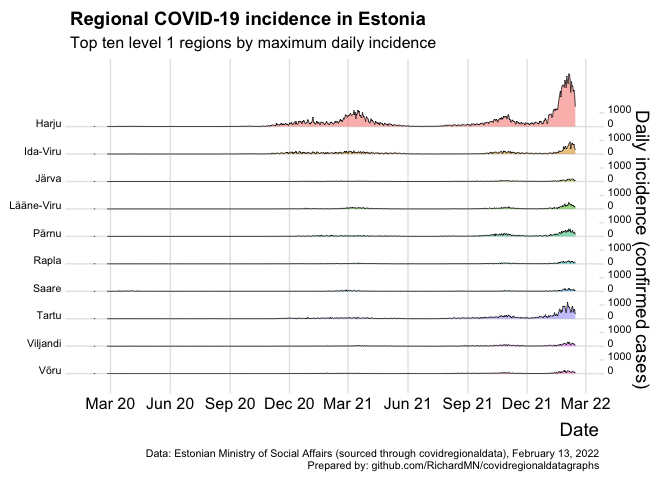 Regional COVID-19 incidence in Estonia
Top ten level 1 regions by maximum daily incidence
Harju
1000
0
Ida-Viru
1000
0
Järva
1000
0
Lääne-Viru
1000
0
Pärnu
1000
0
Rapla
1000
0
Saare
1000
0
Tartu
1000
0
Viljandi
1000
0
Võru
1000
0
Daily incidence (confirmed cases)
Mar 20 Jun 20 Sep 20 Dec 20 Mar 21 Jun 21 Sep 21 Dec 21 Mar 22
Date
Data: Estonian Ministry of Social Affairs (sourced through covidregionaldata), February 13, 2022
Prepared by: github.com/RichardMN/covidregionaldatagraphs